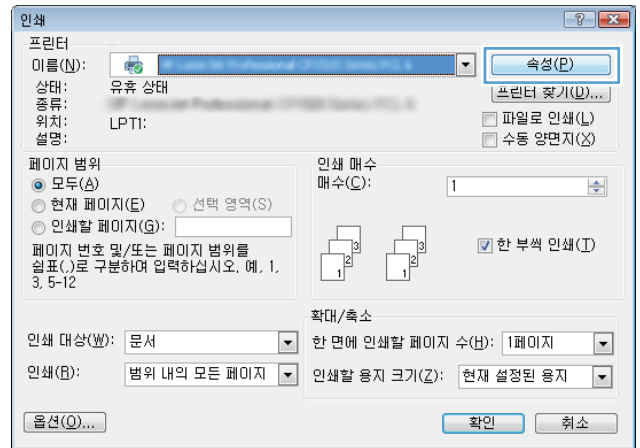 인쇄
프린터
이름(N):
속성(P)
상태: 유휴 상태
프린터 찾기(D)...
종류:
위치: LPT1:
파일로 인쇄(L)
설명:
수동 양면지(X)
페이지 범위
모두(A)
현재 페이지(E) 선택 영역(S)
인쇄할 페이지(G):
페이지 번호 및/또는 페이지 범위를
쉼표(,)로 구분하여 입력하십시오. 예, 1,
3, 5-12
인쇄 매수
매수(C): 1
1 2 3 1 2 3
한 부씩 인쇄(T)
인쇄 대상(W): 문서
인쇄(R): 범위 내의 모든 페이지
확대/축소
한 면에 인쇄할 페이지 수(H): 1페이지
인쇄할 용지 크기(Z): 현재 설정된 용지
옵션(O)...
확인 취소